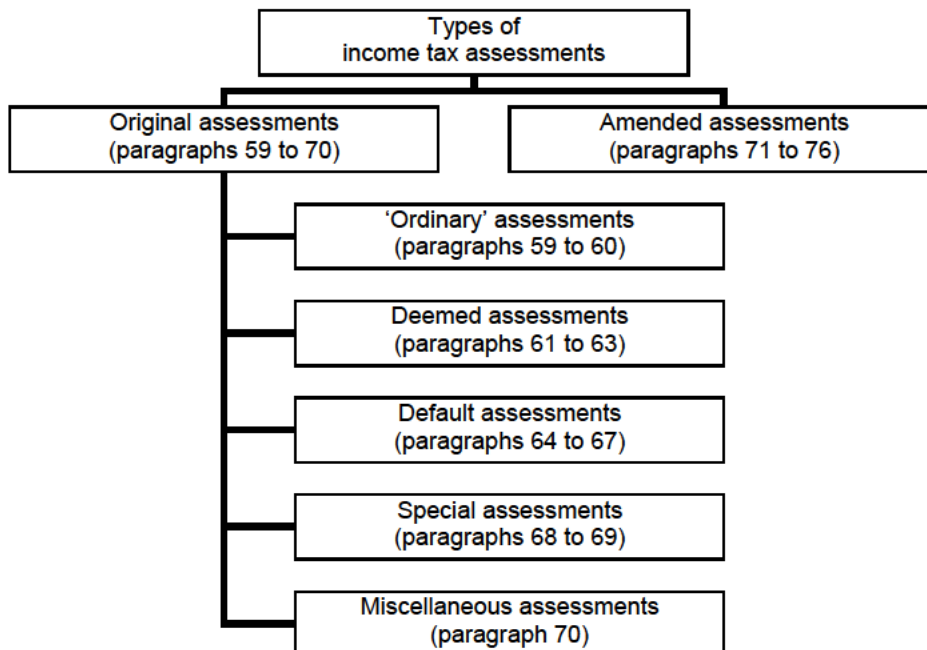 Types of
income tax assessments
Original assessments
(paragraphs 59 to 70)
Amended assessments
(paragraphs 71 to 76)
‘Ordinary’ assessments
(paragraphs 59 to 60)
Deemed assessments
(paragraphs 61 to 63)
Default assessments
(paragraphs 64 to 67)
Special assessments
(paragraphs 68 to 69)
Miscellaneous assessments
(paragraph 70)